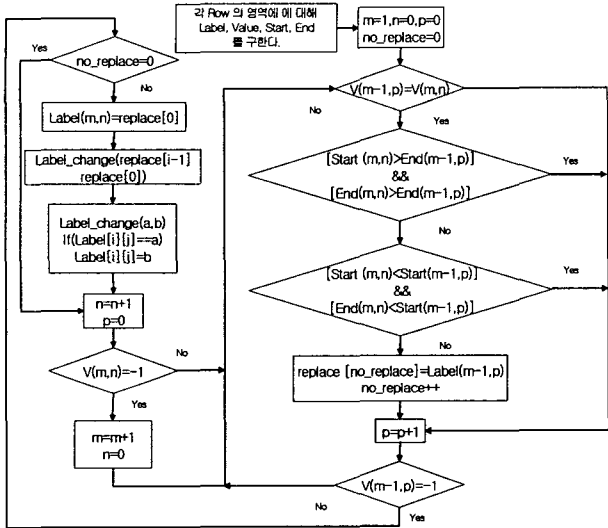 각 Row 의 영역에 에 대해
Label, Value, Start, End
를 구한다.
m=1,n=0,p=0
no_replace=0
V(m-1,p)=V(m,n)
No
Yes
[Start (m,n)>End(m-1,p)]
&&
[End(m,n)>End(m-1,p)]
Yes
No
[Start (m,n)<Start(m-1,p)]
&&
[End(m,n)<Start(m-1,p)]
Yes
No
replace [no_replace]=Label(m-1,p)
no_replace++
p=p+1
V(m-1,p)=-1
No
Yes
Yes
no_replace=0
No
Label(m,n)=replace[0]
Label_change(replace[i-1]
replace[0])
Label_change(a,b)
If(Label[i][j]==a)
Label[i][j]=b
n=n+1
p=0
V(m,n)=-1
No
Yes
m=m+1
n=0